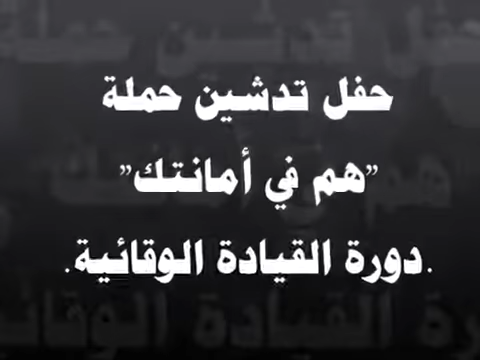 حفل تدشين حملة
"هم في أمانتك"
.دورة القيادة الوقائية.